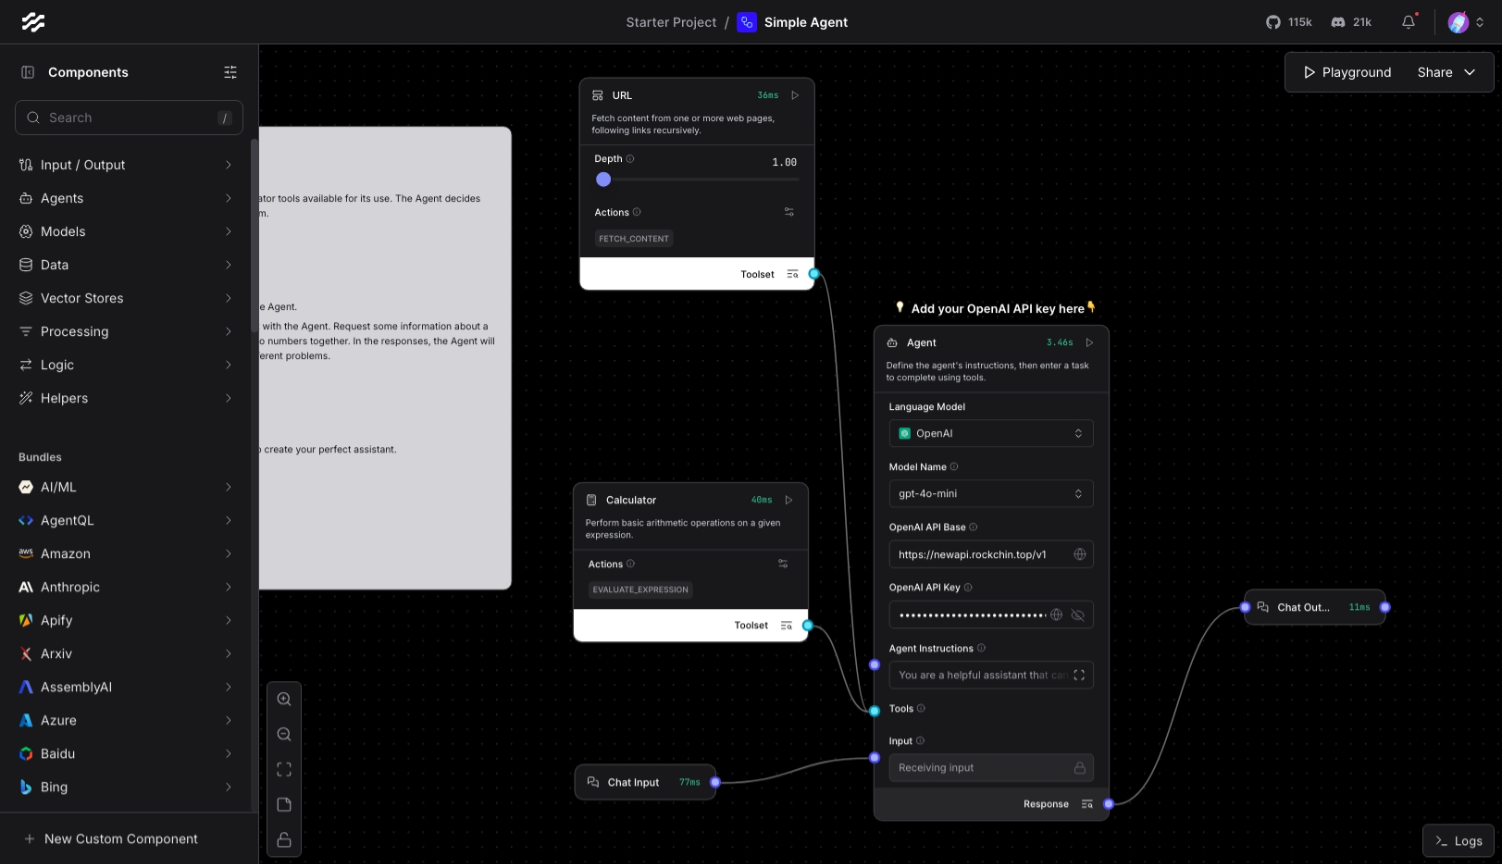 Starter Project / Simple Agent
115k
21k
Components
Playground
Share
Search
/
Input / Output
Agents
Models
Data
Vector Stores
Processing
Logic
Helpers
Bundles
AI/ML
AgentQL
aws
Amazon
Anthropic
Apify
Arxiv
AssemblyAI
Azure
Baidu
Bing
+ New Custom Component
ator tools available for its use. The Agent decides
m.
e Agent.
with the Agent. Request some information about a
o numbers together. In the responses, the Agent will
erent problems.
o create your perfect assistant.
URL
36ms
Fetch content from one or more web pages,
following links recursively.
Depth
1.00
Actions
FETCH_CONTENT
Toolset
Calculator
40ms
Perform basic arithmetic operations on a given
expression.
Actions
EVALUATE_EXPRESSION
Toolset
Chat Input
77ms
Add your OpenAI API key here
Agent
3.46s
Define the agent's instructions, then enter a task
to complete using tools.
Language Model
OpenAI
Model Name
gpt-4o-mini
OpenAI API Base
https://newapi.rockchin.top/v1
OpenAI API Key
Agent Instructions
You are a helpful assistant that can
Tools
Input
Receiving input
Response
Chat Out...
11ms
Logs